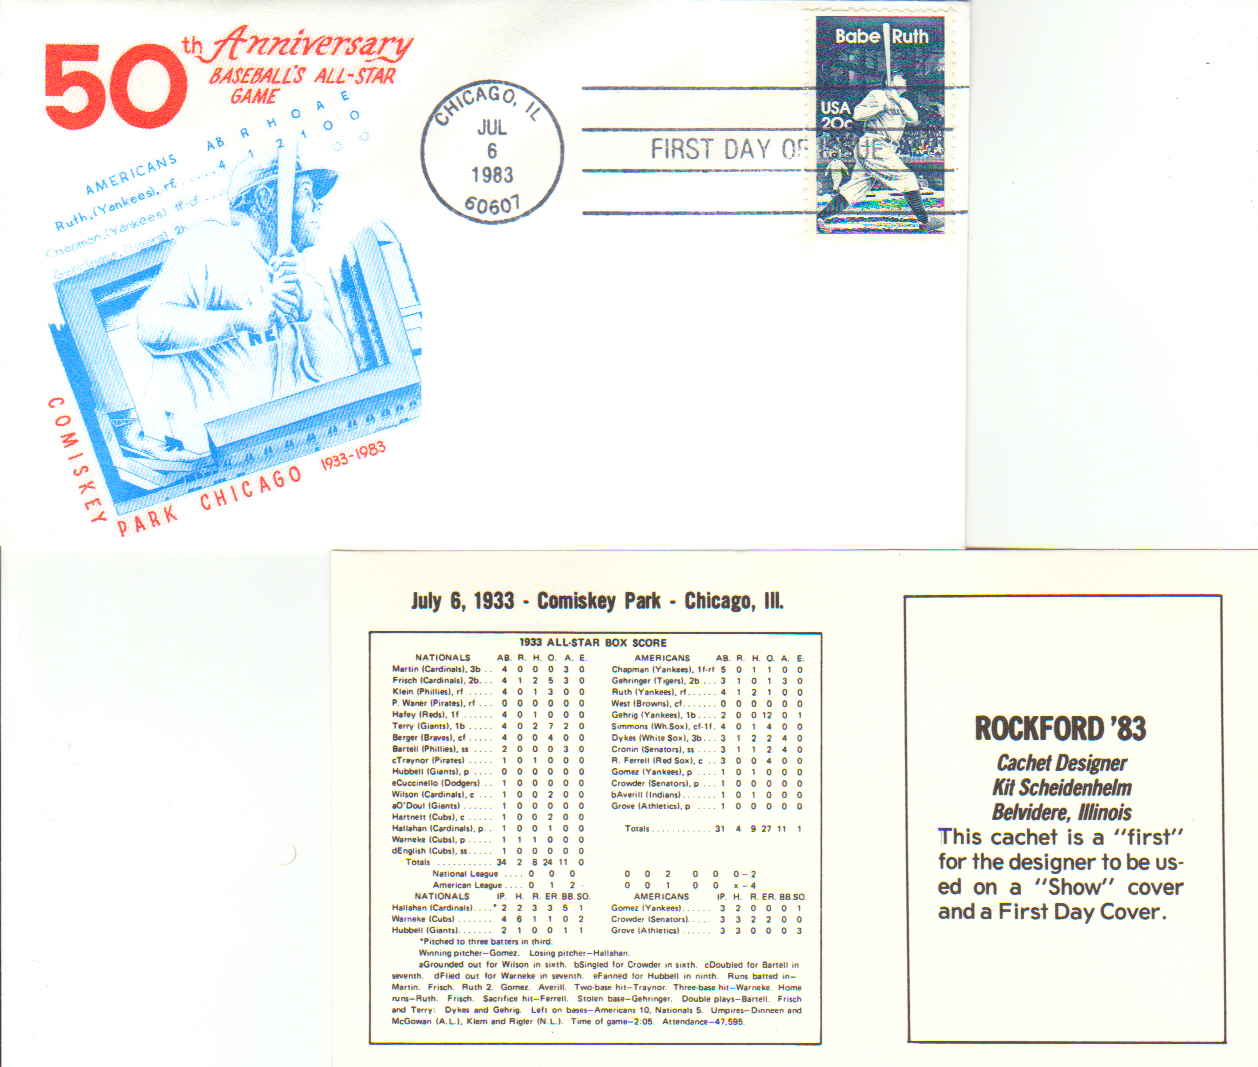 50th Anniversary
BASEBALL'S ALL-STAR
GAME
AB R H O A E
AMERICANS
Ruth, (Yankees), rf. ..... 4 1 2 1 0 0
COMISKEY PARK CHICAGO 1933-1983
CHICAGO, IL
JUL
6
1983
60607
FIRST DAY OF ISSUE
Babe Ruth
USA
20c
July 6, 1933 - Comiskey Park - Chicago, Ill.
1933 ALL-STAR BOX SCORE
NATIONALS AB. R. H. O. A. E.
Martin (Cardinals), 3b .. 4 0 0 0 3 0
Frisch (Cardinals), 2b... 4 1 2 5 3 0
Klein (Phillies), rf ..... 4 0 1 3 0 0
P. Waner (Pirates), rf ... 0 0 0 0 0 0
Hafey (Reds), lf ...... 4 0 1 0 0 0
Terry (Giants), 1b ..... 4 0 2 7 2 0
Berger (Braves), cf ..... 4 0 0 4 0 0
Bartell (Phillies), ss .... 2 0 0 0 3 0
cTraynor (Pirates) ..... 1 0 1 0 0 0
Hubbell (Giants), p .... 0 0 0 0 0 0
eCuccinello (Dodgers) .. 1 0 0 0 0 0
Wilson (Cardinals), c ... 1 0 0 2 0 0
aO'Doul (Giants) ...... 1 0 0 0 0 0
Hartnett (Cubs), c ..... 1 0 0 2 0 0
Hallahan (Cardinals), p.. 1 0 0 1 0 0
Warneke (Cubs), p ..... 1 1 1 0 0 0
dEnglish (Cubs), ss ..... 1 0 0 0 0 0
Totals ........... 34 2 8 24 11 0
AMERICANS AB. R. H. O. A. E.
Chapman (Yankees), lf-rf 5 0 1 1 0 0
Gehringer (Tigers), 2b ... 3 1 0 1 3 0
Ruth (Yankees), rf...... 4 1 2 1 0 0
West (Browns), cf....... 0 0 0 0 0 0
Gehrig (Yankees), 1b .... 2 0 0 12 0 1
Simmons (Wh.Sox), cf-lf. 4 0 1 4 0 0
Dykes (White Sox), 3b... 3 1 2 2 4 0
Cronin (Senators), ss .... 3 1 1 2 4 0
R. Ferrell (Red Sox), c .. 3 0 0 4 0 0
Gomez (Yankees), p .... 1 0 1 0 0 0
Crowder (Senators), p ... 1 0 0 0 0 0
bAverill (Indians)....... 1 0 1 0 0 0
Grove (Athletics), p .... 1 0 0 0 0 0
Totals ........... 31 4 9 27 11 1
National League .... 0 0 0 0 0 2 0 0 0—2
American League .... 0 1 2 0 0 1 0 0 x—4
NATIONALS IP. H. R. ER. BB. SO.
Hallahan (Cardinals)....* 2 2 3 3 5 1
Warneke (Cubs) ........ 4 6 1 1 0 2
Hubbell (Giants)........ 2 1 0 0 1 1
AMERICANS IP. H. R. ER. BB. SO.
Gomez (Yankees)...... 3 2 0 0 0 1
Crowder (Senators)..... 3 3 2 2 0 0
Grove (Athletics) ...... 3 3 0 0 0 3
*Pitched to three batters in third.
Winning pitcher—Gomez. Losing pitcher—Hallahan.
aGrounded out for Wilson in sixth. bSingled for Crowder in sixth. cDoubled for Bartell in
seventh. dFlied out for Warneke in seventh. eFanned for Hubbell in ninth. Runs batted in—
Martin. Frisch. Ruth 2. Gomez. Averill. Two-base hit—Traynor. Three-base hit—Warneke. Home
runs—Ruth. Frisch. Sacrifice hit—Ferrell. Stolen base—Gehringer. Double plays—Bartell. Frisch
and Terry: Dykes and Gehrig. Left on bases—Americans 10, Nationals 5. Umpires—Dinneen and
McGowan (A.L.), Klem and Rigler (N.L.). Time of game—2:05. Attendance—47,595.
ROCKFORD '83
Cachet Designer
Kit Scheidenhelm
Belvidere, Illinois
This cachet is a "first"
for the designer to be us-
ed on a "Show" cover
and a First Day Cover.